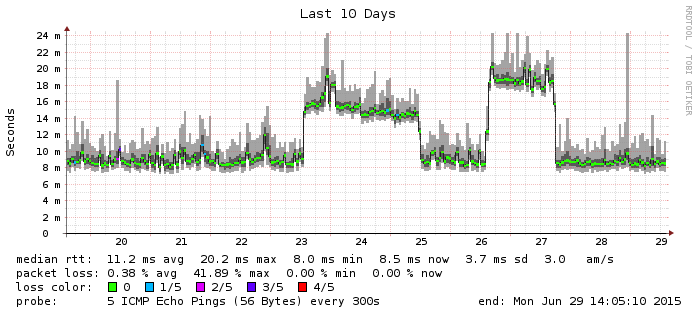 Last 10 Days
RRDTOOL / TOBI OETIKER
Seconds
24 m
22 m
20 m
18 m
16 m
14 m
12 m
10 m
8 m
6 m
4 m
2 m
0
20 21 22 23 24 25 26 27 28 29
median rtt: 11.2 ms avg 20.2 ms max 8.0 ms min 8.5 ms now 3.7 ms sd 3.0 am/s
packet loss: 0.38 % avg 41.89 % max 0.00 % min 0.00 % now
loss color: 0 1/5 2/5 3/5 4/5
probe: 5 ICMP Echo Pings (56 Bytes) every 300s end: Mon Jun 29 14:05:10 2015